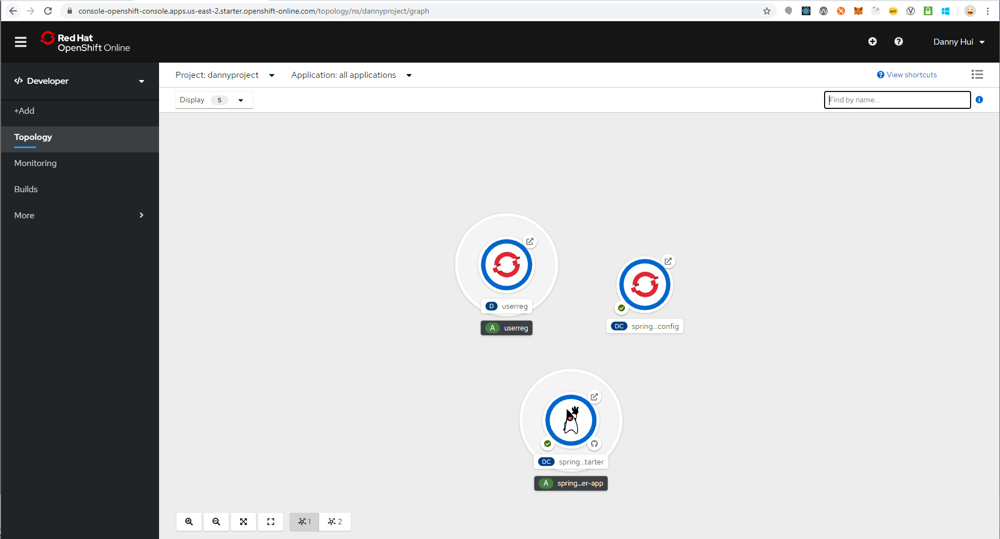 console-openshift-console.apps.us-east-2.starter.openshift-online.com/topology/ns/dannyproject/graph
Red Hat
OpenShift Online
Danny Hui
Developer
Project: dannyproject
Application: all applications
View shortcuts
Display 5
Find by name...
+Add
Topology
Monitoring
Builds
More
D userreg
A userreg
DC spring...config
DC spring...tarter
A spring...er-app
1
2